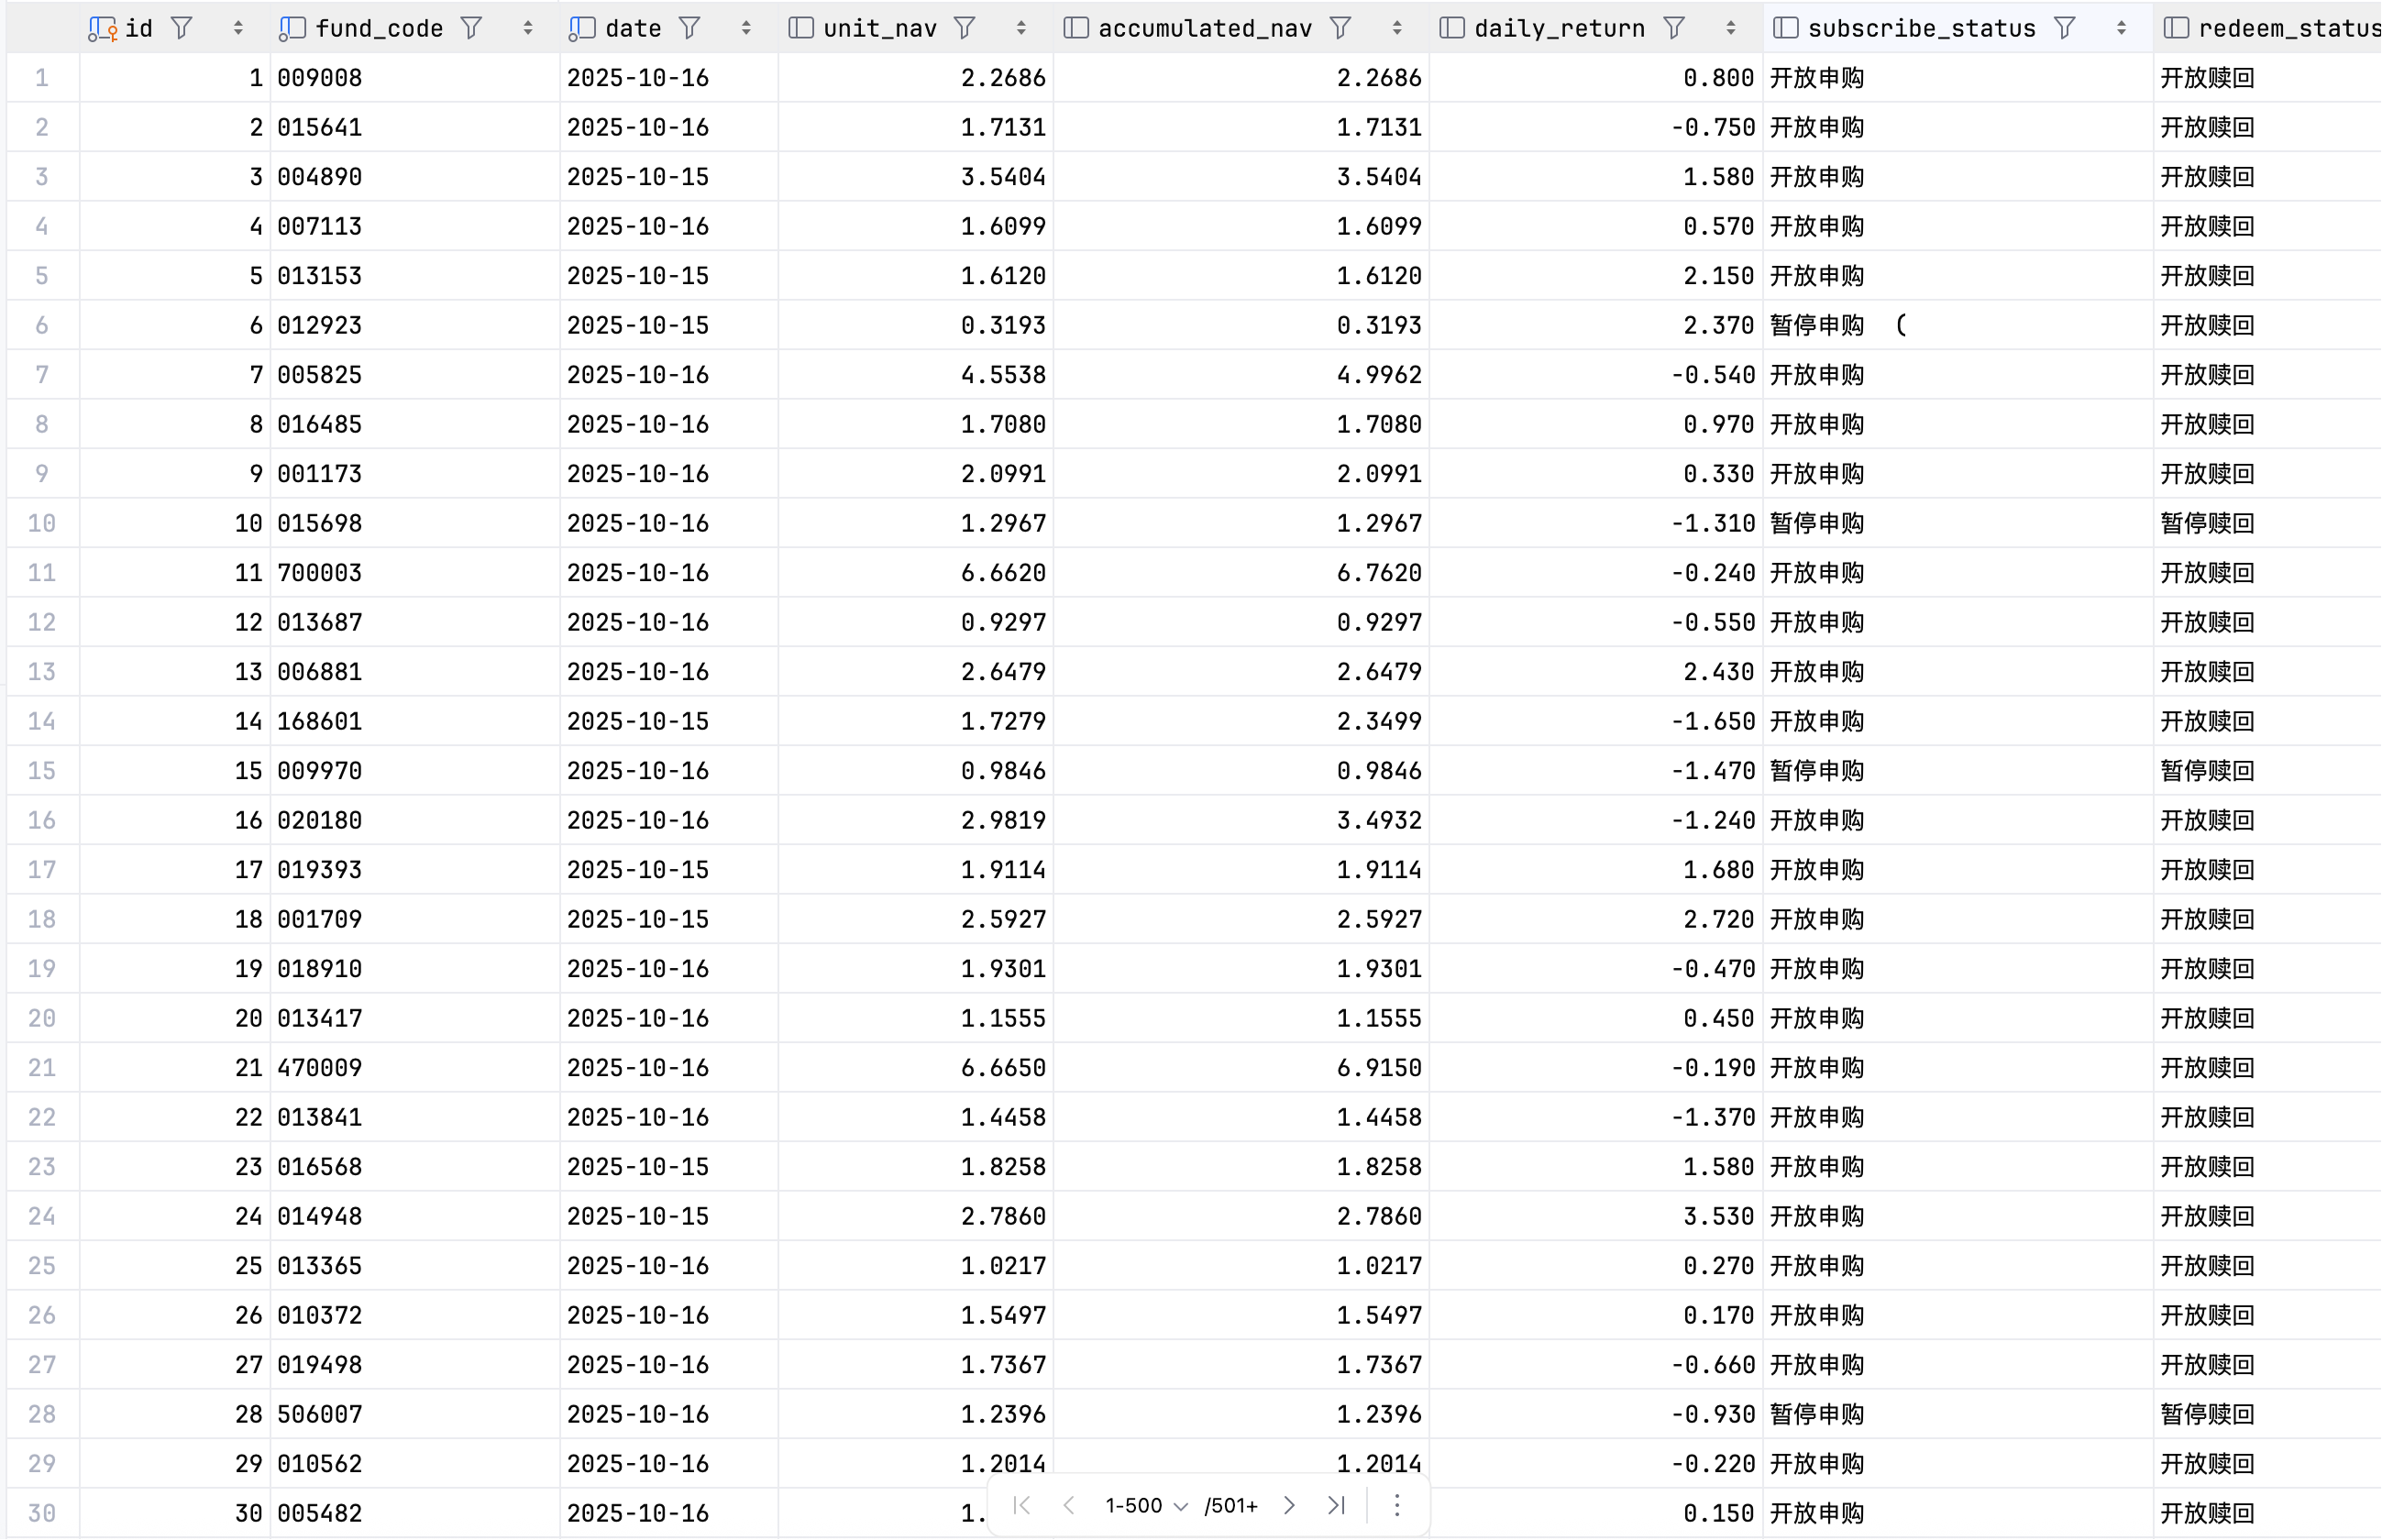 id fund_code date unit_nav accumulated_nav daily_return subscribe_status redeem_status
1 1 009008 2025-10-16 2.2686 2.2686 0.800 开放申购 开放赎回
2 2 015641 2025-10-16 1.7131 1.7131 -0.750 开放申购 开放赎回
3 3 004890 2025-10-15 3.5404 3.5404 1.580 开放申购 开放赎回
4 4 007113 2025-10-16 1.6099 1.6099 0.570 开放申购 开放赎回
5 5 013153 2025-10-15 1.6120 1.6120 2.150 开放申购 开放赎回
6 6 012923 2025-10-15 0.3193 0.3193 2.370 暂停申购 ( 开放赎回
7 7 005825 2025-10-16 4.5538 4.9962 -0.540 开放申购 开放赎回
8 8 016485 2025-10-16 1.7080 1.7080 0.970 开放申购 开放赎回
9 9 001173 2025-10-16 2.0991 2.0991 0.330 开放申购 开放赎回
10 10 015698 2025-10-16 1.2967 1.2967 -1.310 暂停申购 暂停赎回
11 11 700003 2025-10-16 6.6620 6.7620 -0.240 开放申购 开放赎回
12 12 013687 2025-10-16 0.9297 0.9297 -0.550 开放申购 开放赎回
13 13 006881 2025-10-16 2.6479 2.6479 2.430 开放申购 开放赎回
14 14 168601 2025-10-15 1.7279 2.3499 -1.650 开放申购 开放赎回
15 15 009970 2025-10-16 0.9846 0.9846 -1.470 暂停申购 暂停赎回
16 16 020180 2025-10-16 2.9819 3.4932 -1.240 开放申购 开放赎回
17 17 019393 2025-10-15 1.9114 1.9114 1.680 开放申购 开放赎回
18 18 001709 2025-10-15 2.5927 2.5927 2.720 开放申购 开放赎回
19 19 018910 2025-10-16 1.9301 1.9301 -0.470 开放申购 开放赎回
20 20 013417 2025-10-16 1.1555 1.1555 0.450 开放申购 开放赎回
21 21 470009 2025-10-16 6.6650 6.9150 -0.190 开放申购 开放赎回
22 22 013841 2025-10-16 1.4458 1.4458 -1.370 开放申购 开放赎回
23 23 016568 2025-10-15 1.8258 1.8258 1.580 开放申购 开放赎回
24 24 014948 2025-10-15 2.7860 2.7860 3.530 开放申购 开放赎回
25 25 013365 2025-10-16 1.0217 1.0217 0.270 开放申购 开放赎回
26 26 010372 2025-10-16 1.5497 1.5497 0.170 开放申购 开放赎回
27 27 019498 2025-10-16 1.7367 1.7367 -0.660 开放申购 开放赎回
28 28 506007 2025-10-16 1.2396 1.2396 -0.930 暂停申购 暂停赎回
29 29 010562 2025-10-16 1.2014 1.2014 -0.220 开放申购 开放赎回
30 30 005482 2025-10-16 1. 0.150 开放申购 开放赎回
1-500 /501+